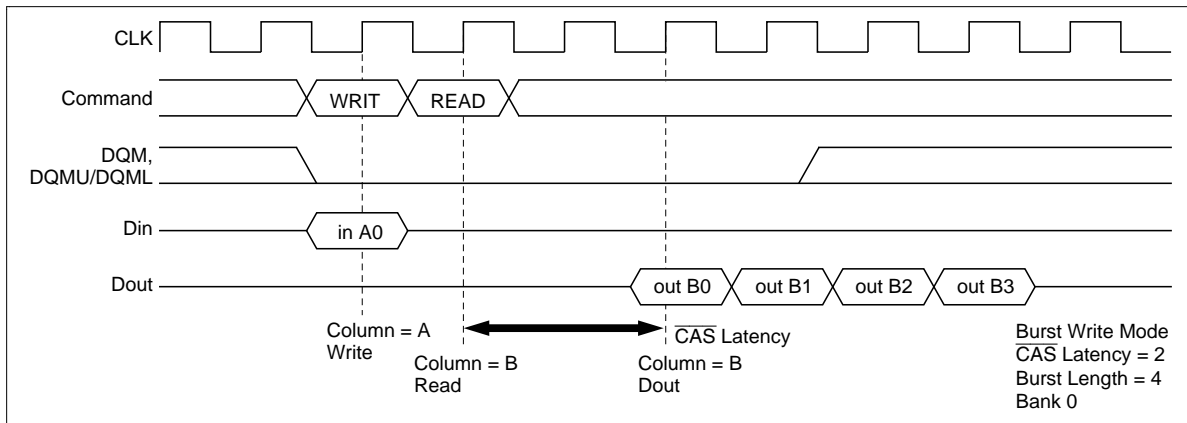 CLK
Command
WRIT
READ
DQM,
DQMU/DQML
Din
in A0
Dout
out B0
out B1
out B2
out B3
Column = A
Write
CAS Latency
Column = B
Read
Column = B
Dout
Burst Write Mode
CAS Latency = 2
Burst Length = 4
Bank 0